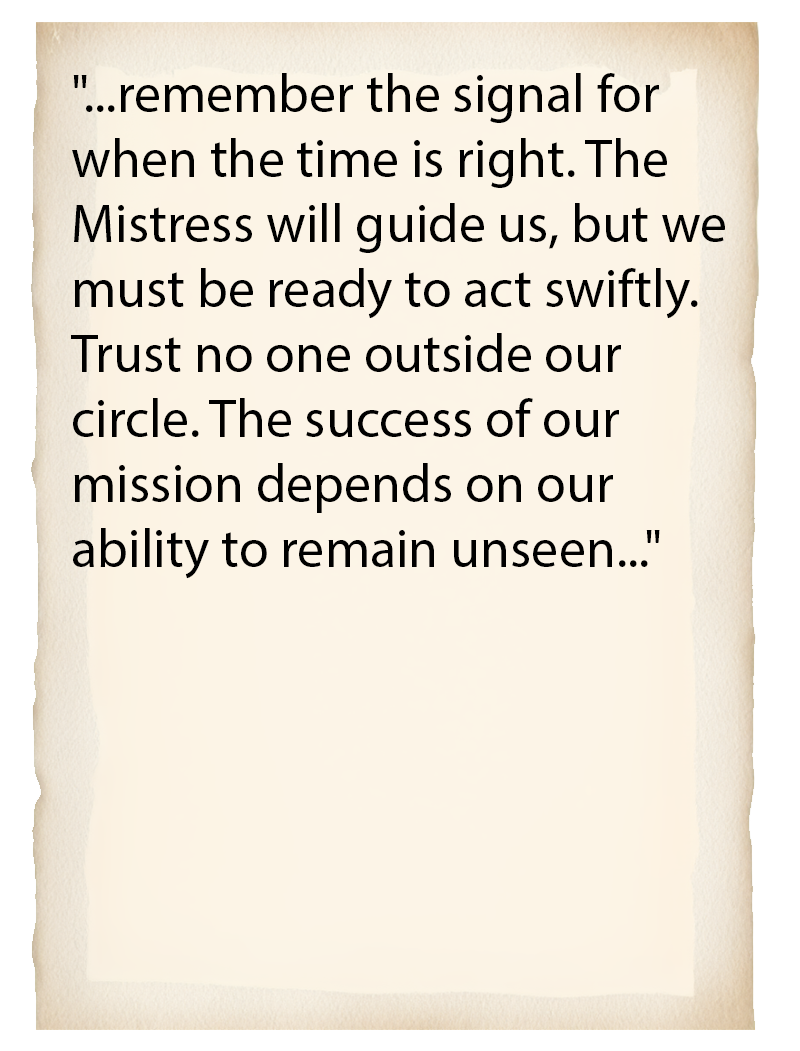 "...remember the signal for
when the time is right. The
Mistress will guide us, but we
must be ready to act swiftly.
Trust no one outside our
circle. The success of our
mission depends on our
ability to remain unseen..."